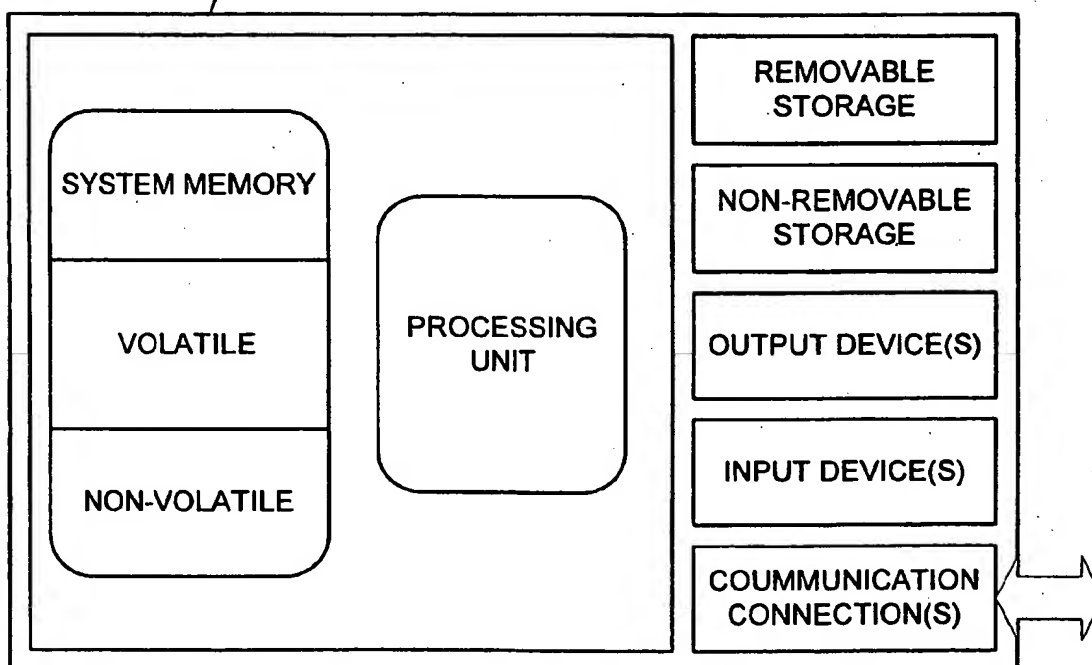 SYSTEM MEMORY
VOLATILE
NON-VOLATILE
PROCESSING
UNIT
REMOVABLE
STORAGE
NON-REMOVABLE
STORAGE
OUTPUT DEVICE(S)
INPUT DEVICE(S)
COUMMUNICATION
CONNECTION(S)